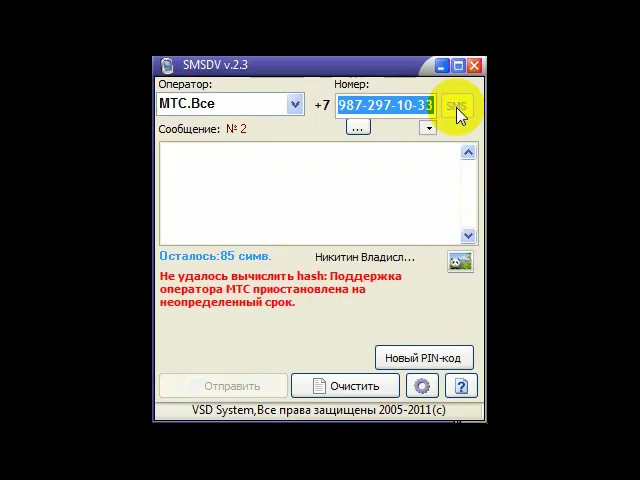 SMSDV v.2.3
Оператор:
Номер:
МТС.Все
+7
987-297-10-33
SMS
Сообщение: № 2
...
Осталось:85 симв.
Никитин Владисл...
Не удалось вычислить hash: Поддержка
оператора МТС приостановлена на
неопределенный срок.
Новый PIN-код
Отправить
Очистить
?
VSD System,Все права защищены 2005-2011(c)